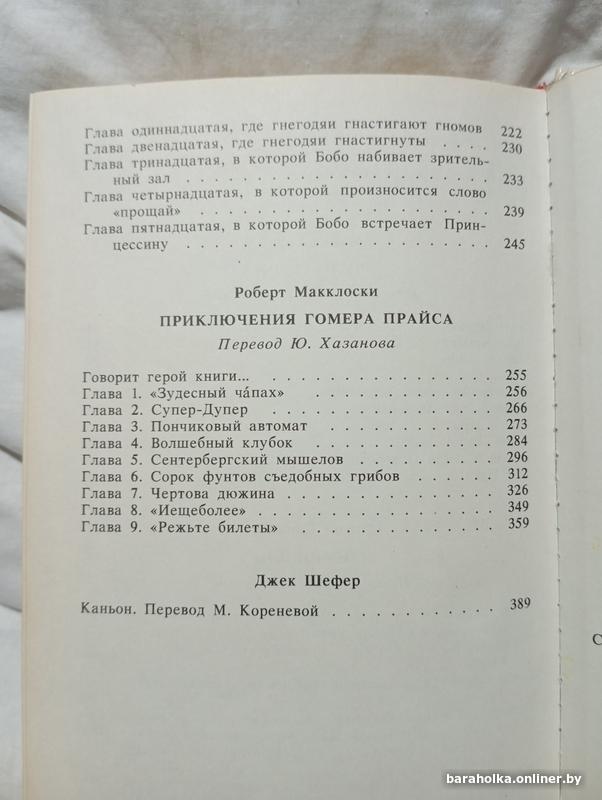 Глава одиннадцатая, где гнегодяи гнастигают гномов 222
Глава двенадцатая, где гнегодяи гнастигнуты . . . . 230
Глава тринадцатая, в которой Бобо набивает зритель-
ный зал . . . . . . . . . . . . . . . . . . 233
Глава четырнадцатая, в которой произносится слово
«прощай» . . . . . . . . . . . . . . . . . . 239
Глава пятнадцатая, в которой Бобо встречает Прин-
цессину . . . . . . . . . . . . . . . . . . . 245
Роберт Макклоски
ПРИКЛЮЧЕНИЯ ГОМЕРА ПРАЙСА
Перевод Ю. Хазанова
Говорит герой книги... . . . . . . . . . . . . . 255
Глава 1. «Зудесный ча́пах» . . . . . . . . . . . 256
Глава 2. Супер-Дупер . . . . . . . . . . . . . 266
Глава 3. Пончиковый автомат . . . . . . . . . . 273
Глава 4. Волшебный клубок . . . . . . . . . . . 284
Глава 5. Сентербергский мышелов . . . . . . . . 296
Глава 6. Сорок фунтов съедобных грибов . . . . . 312
Глава 7. Чертова дюжина . . . . . . . . . . . . 326
Глава 8. «Иещеболее» . . . . . . . . . . . . . 349
Глава 9. «Режьте билеты» . . . . . . . . . . . 359
Джек Шефер
Каньон. Перевод М. Кореневой . . . . . . . . . . 389
С
baraholka.onliner.by